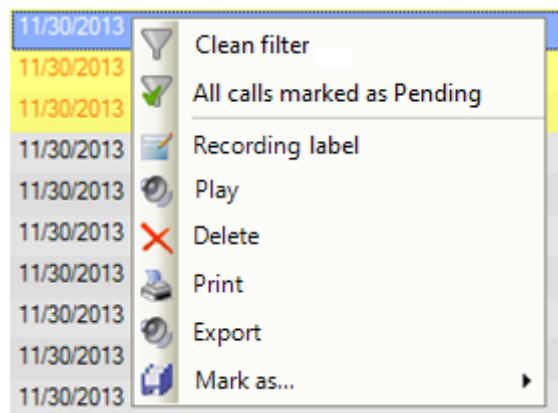 11/30/2013
Clean filter
11/30/2013
All calls marked as Pending
11/30/2013
11/30/2013
Recording label
11/30/2013
Play
11/30/2013
Delete
11/30/2013
Print
11/30/2013
Export
11/30/2013
Mark as...
11/30/2013